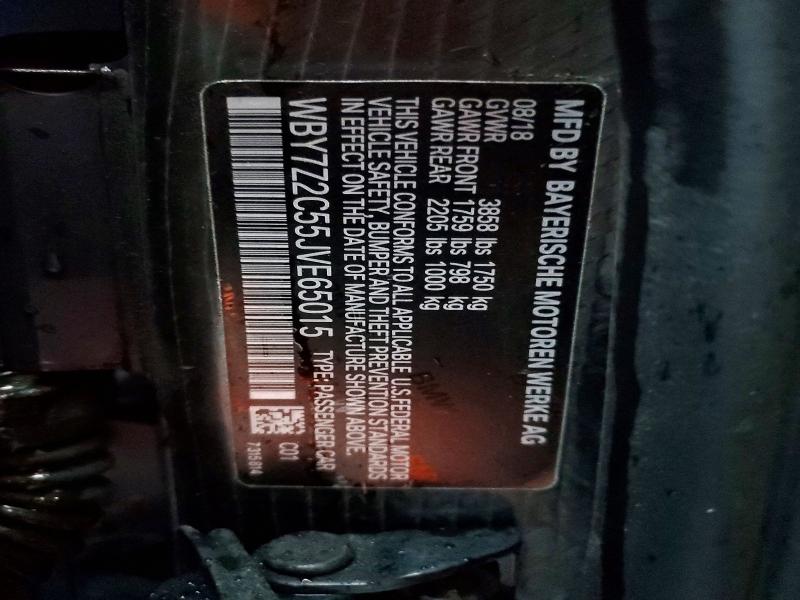 MFD BY BAYERISCHE MOTOREN WERKE AG
08/18
GVWR 3858 lbs 1750 kg
GAWR FRONT 1759 lbs 798 kg
GAWR REAR 2205 lbs 1000 kg
THIS VEHICLE CONFORMS TO ALL APPLICABLE U.S. FEDERAL MOTOR
VEHICLE SAFETY, BUMPER AND THEFT PREVENTION STANDARDS
IN EFFECT ON THE DATE OF MANUFACTURE SHOWN ABOVE.
WBY7Z2C55JVE65015 TYPE: PASSENGER CAR
C01